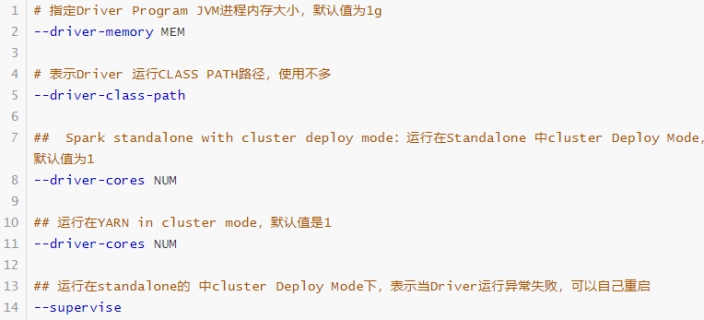 1 # 指定Driver Program JVM进程内存大小，默认值为1g
2 --driver-memory MEM
3
4 # 表示Driver 运行CLASS PATH路径，使用不多
5 --driver-class-path
6
7 ##  Spark standalone with cluster deploy mode：运行在Standalone 中cluster Deploy Mode，
默认值为1
8 --driver-cores NUM
9
10 ## 运行在YARN in cluster mode，默认值是1
11 --driver-cores NUM
12
13 ## 运行在standalone的 中cluster Deploy Mode下，表示当Driver运行异常失败，可以自己重启
14 --supervise